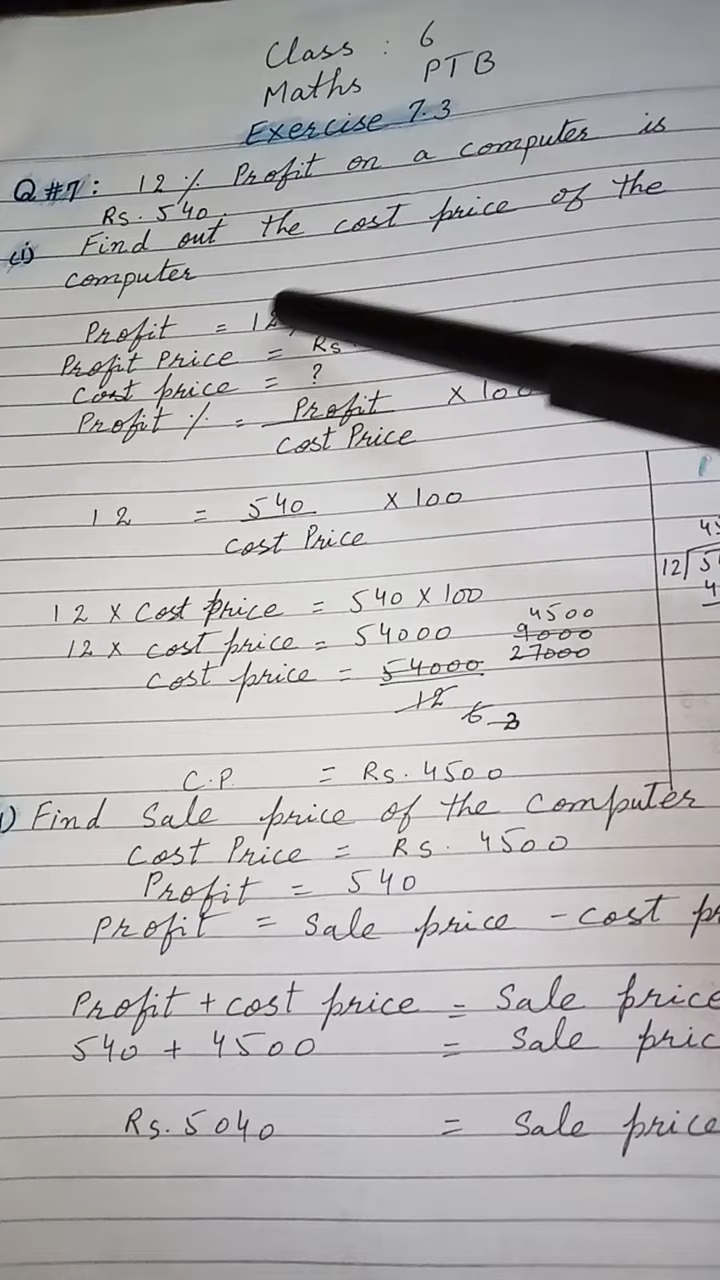 Class : 6
Maths PTB
Exercise 7.3
Q #7: 12 % Profit on a computer is
Rs. 540.
(i) Find out the cost price of the
computer
Profit = 12
Profit Price = Rs
Cost price = ?
Profit % = Profit × 100
Cost Price
12 = 540 × 100
Cost Price
12 × Cost price = 540 × 100
12 × cost price = 54000
4500
9000
27000
Cost price = 54000
12 6 3
12
C.P. = Rs. 4500
) Find Sale price of the computer
Cost Price = Rs. 4500
Profit = 540
Profit = Sale price - cost
Profit + cost price = Sale price
540 + 4500 = Sale pric
Rs. 5040 = Sale price